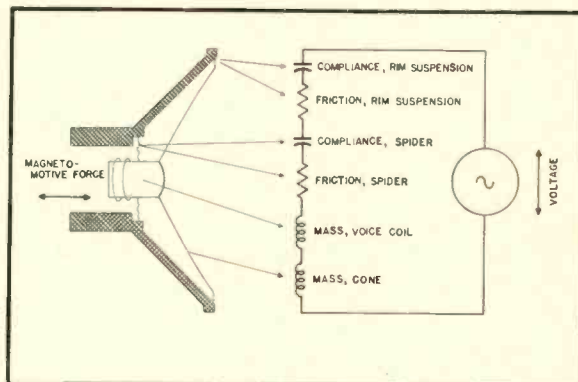 COMPLIANCE, RIM SUSPENSION
FRICTION, RIM SUSPENSION
COMPLIANCE, SPIDER
MAGNETO-
MOTIVE FORCE
FRICTION, SPIDER
VOLTAGE
MASS, VOICE COIL
MASS, CONE